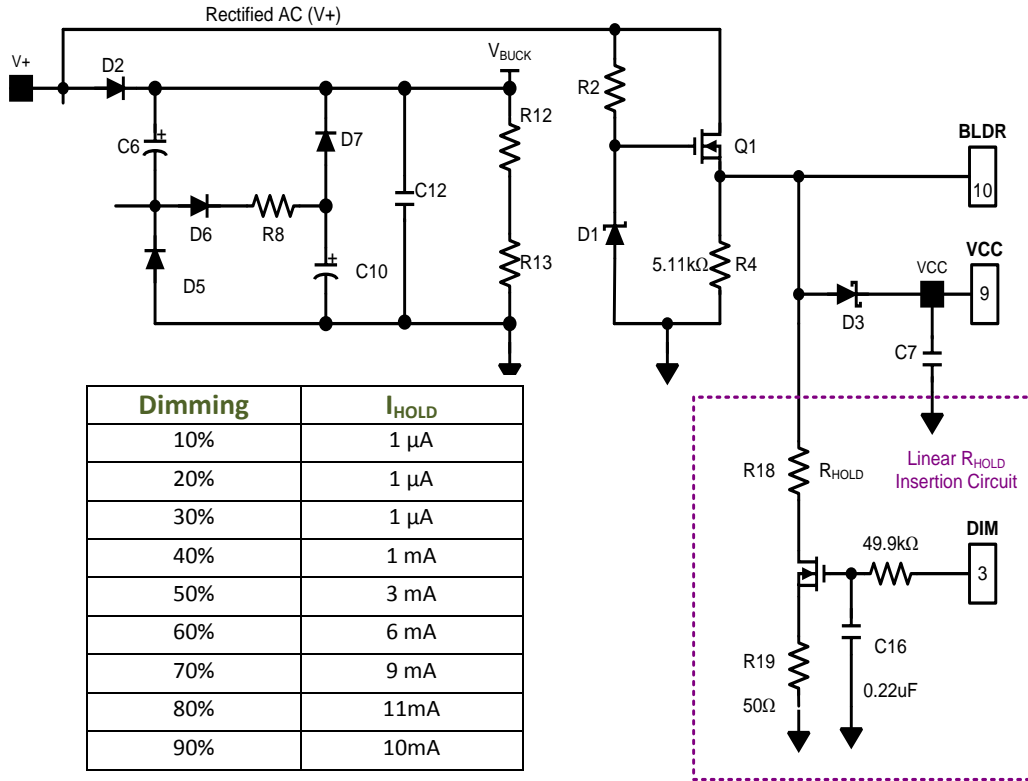 Rectified AC (V+)
V+
D2
VBUCK
C6
+
D7
R12
C12
D6
R8
+
C10
R13
D5
R2
Q1
BLDR
10
D1
5.11kΩ
R4
VCC
VCC
9
D3
C7
Linear RHOLD
Insertion Circuit
R18
RHOLD
DIM
49.9kΩ
3
C16
R19
0.22uF
50Ω
Dimming IHOLD
10% 1 µA
20% 1 µA
30% 1 µA
40% 1 mA
50% 3 mA
60% 6 mA
70% 9 mA
80% 11mA
90% 10mA